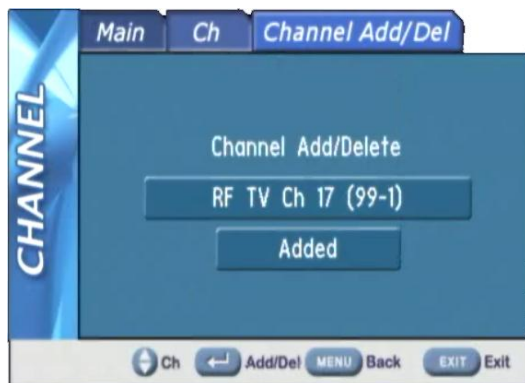 Main Ch Channel Add/Del
CHANNEL
Channel Add/Delete
RF TV Ch 17 (99-1)
Added
Ch Add/Del MENU Back EXIT Exit